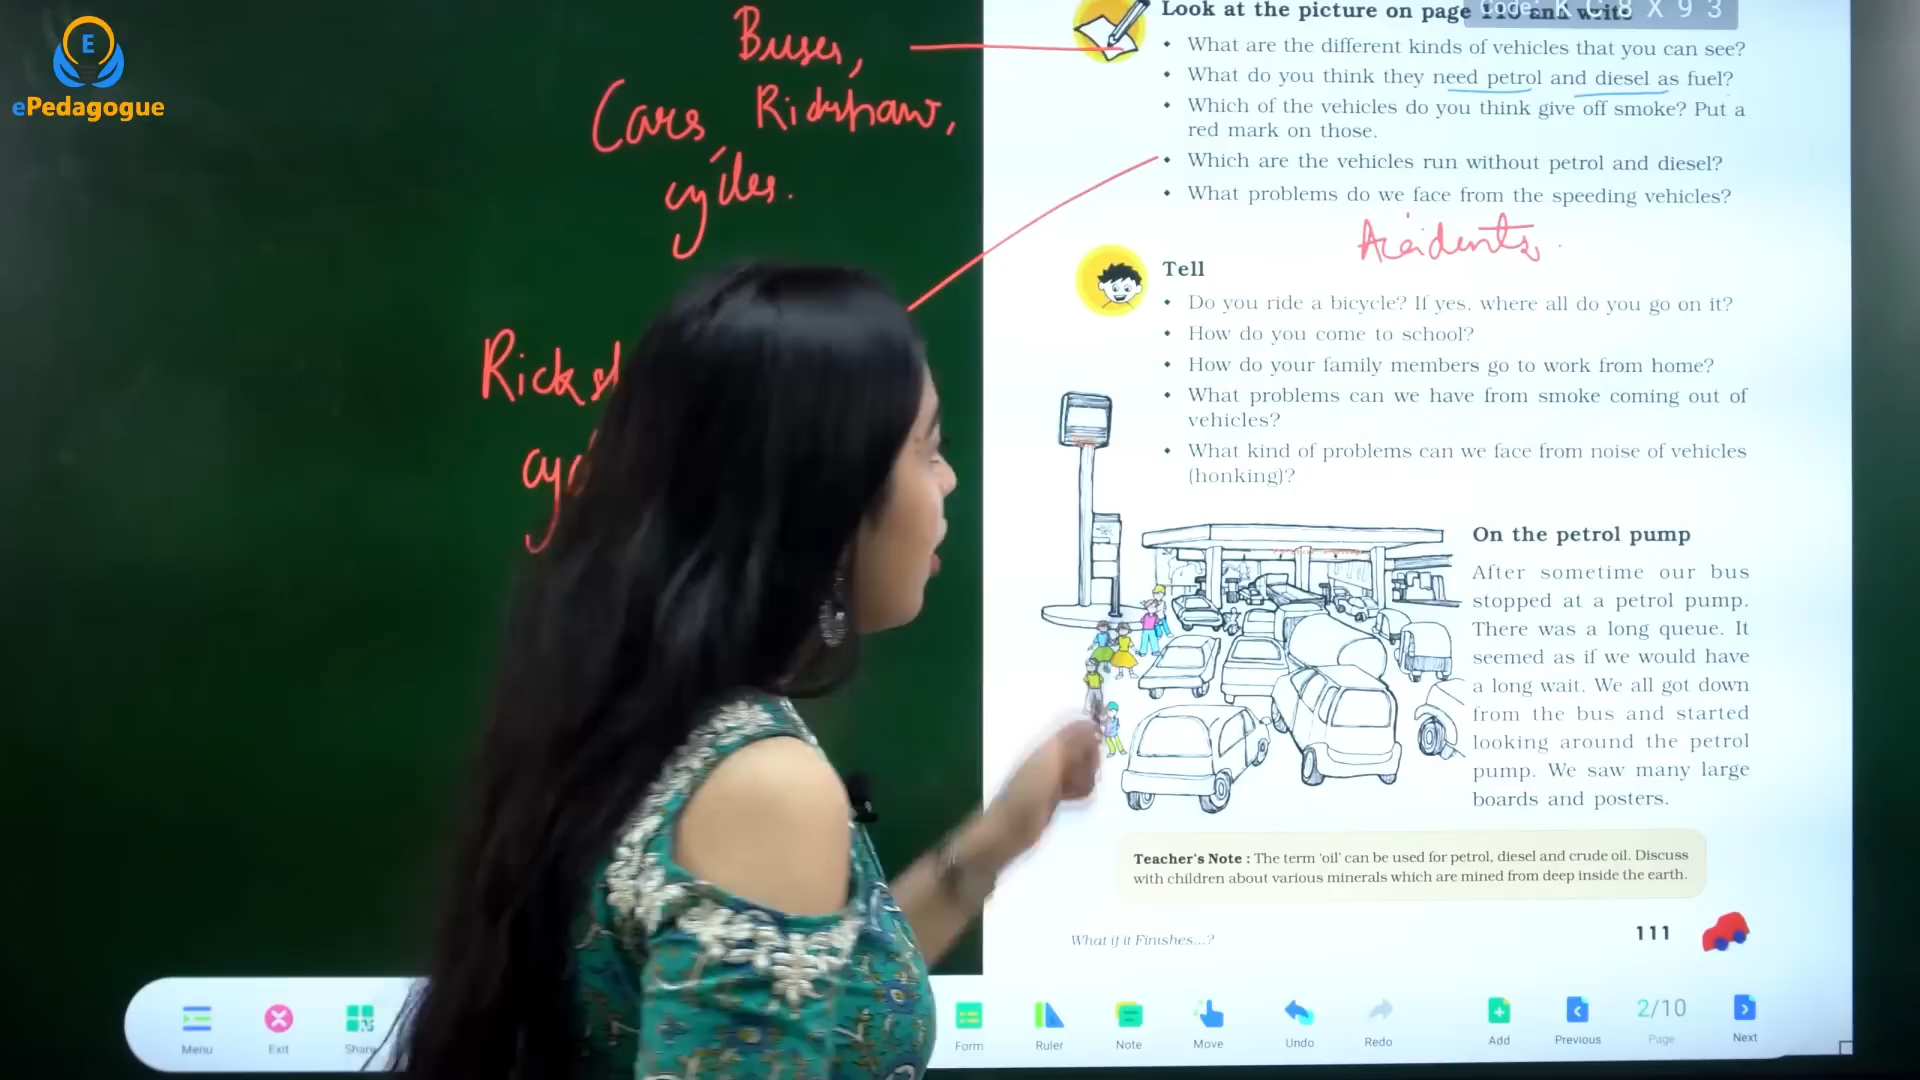 E
ePedagogue
Buses,
Cars, Rickshaw,
cycles.
Ricksh
cy
Look at the picture on page 110 and write
Code: K C 8 X 9 3
• What are the different kinds of vehicles that you can see?
• What do you think they need petrol and diesel as fuel?
• Which of the vehicles do you think give off smoke? Put a
red mark on those.
• Which are the vehicles run without petrol and diesel?
• What problems do we face from the speeding vehicles?
Accidents.
Tell
• Do you ride a bicycle? If yes, where all do you go on it?
• How do you come to school?
• How do your family members go to work from home?
• What problems can we have from smoke coming out of
vehicles?
• What kind of problems can we face from noise of vehicles
(honking)?
On the petrol pump
After sometime our bus
stopped at a petrol pump.
There was a long queue. It
seemed as if we would have
a long wait. We all got down
from the bus and started
looking around the petrol
pump. We saw many large
boards and posters.
Teacher's Note : The term 'oil' can be used for petrol, diesel and crude oil. Discuss
with children about various minerals which are mined from deep inside the earth.
What if it Finishes...?
111
Menu Exit Share Form Ruler Note Move Undo Redo Add Previous 2/10 Page Next